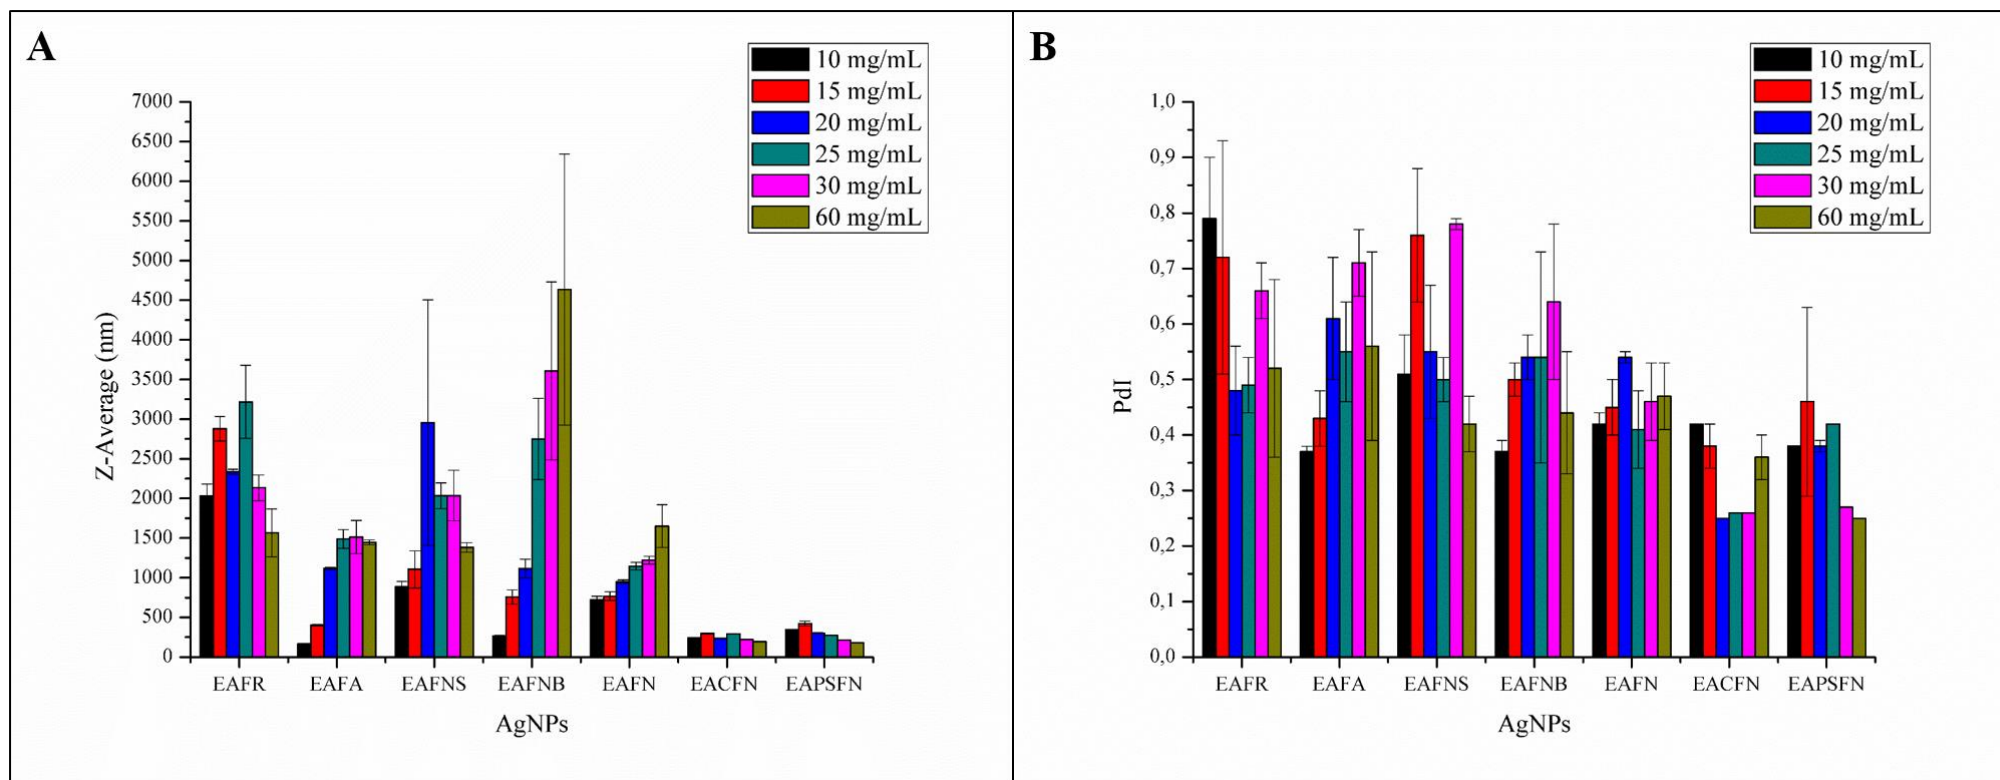 A
10 mg/mL
15 mg/mL
20 mg/mL
25 mg/mL
30 mg/mL
60 mg/mL
7000
6500
6000
5500
5000
4500
4000
3500
3000
2500
2000
1500
1000
500
0
Z-Average (nm)
EAFR EAFA EAFNS EAFNB EAFN EACFN EAPSFN
AgNPs
B
10 mg/mL
15 mg/mL
20 mg/mL
25 mg/mL
30 mg/mL
60 mg/mL
1,0
0,9
0,8
0,7
0,6
0,5
0,4
0,3
0,2
0,1
0,0
PdI
EAFR EAFA EAFNS EAFNB EAFN EACFN EAPSFN
AgNPs